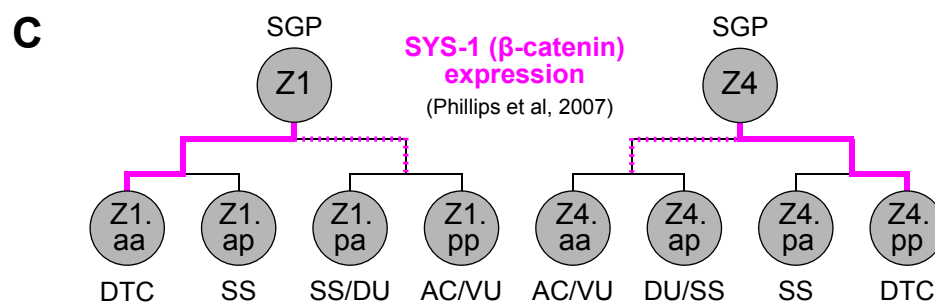 C
SGP
SYS-1 (β-catenin)
expression
(Phillips et al, 2007)
SGP
Z1
Z4
Z1.
aa
Z1.
ap
Z1.
pa
Z1.
pp
Z4.
aa
Z4.
ap
Z4.
pa
Z4.
pp
DTC
SS
SS/DU
AC/VU
AC/VU
DU/SS
SS
DTC